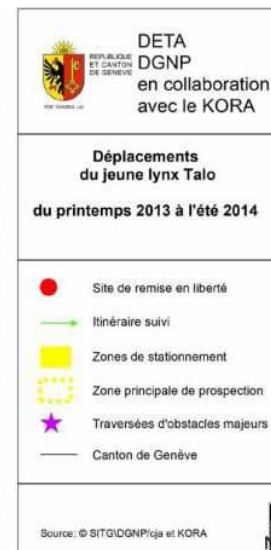 REPUBLIQUE
ET CANTON
DE GENEVE
DETA
DGNP
en collaboration
avec le KORA
Déplacements
du jeune lynx Talo
du printemps 2013 à l'été 2014
Site de remise en liberté
Itinéraire suivi
Zones de stationnement
Zone principale de prospection
Traversées d'obstacles majeurs
Canton de Genève
Source: © SITG\DGNP/cja et KORA